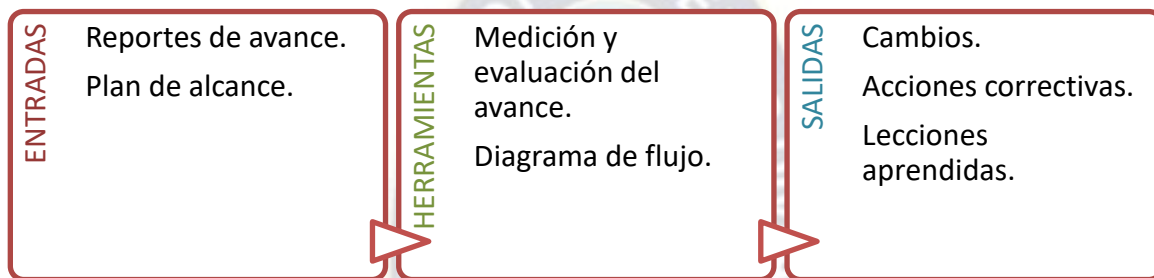 ENTRADAS
Reportes de avance.
Plan de alcance.
HERRAMIENTAS
Medición y
evaluación del
avance.
Diagrama de flujo.
SALIDAS
Cambios.
Acciones correctivas.
Lecciones
aprendidas.